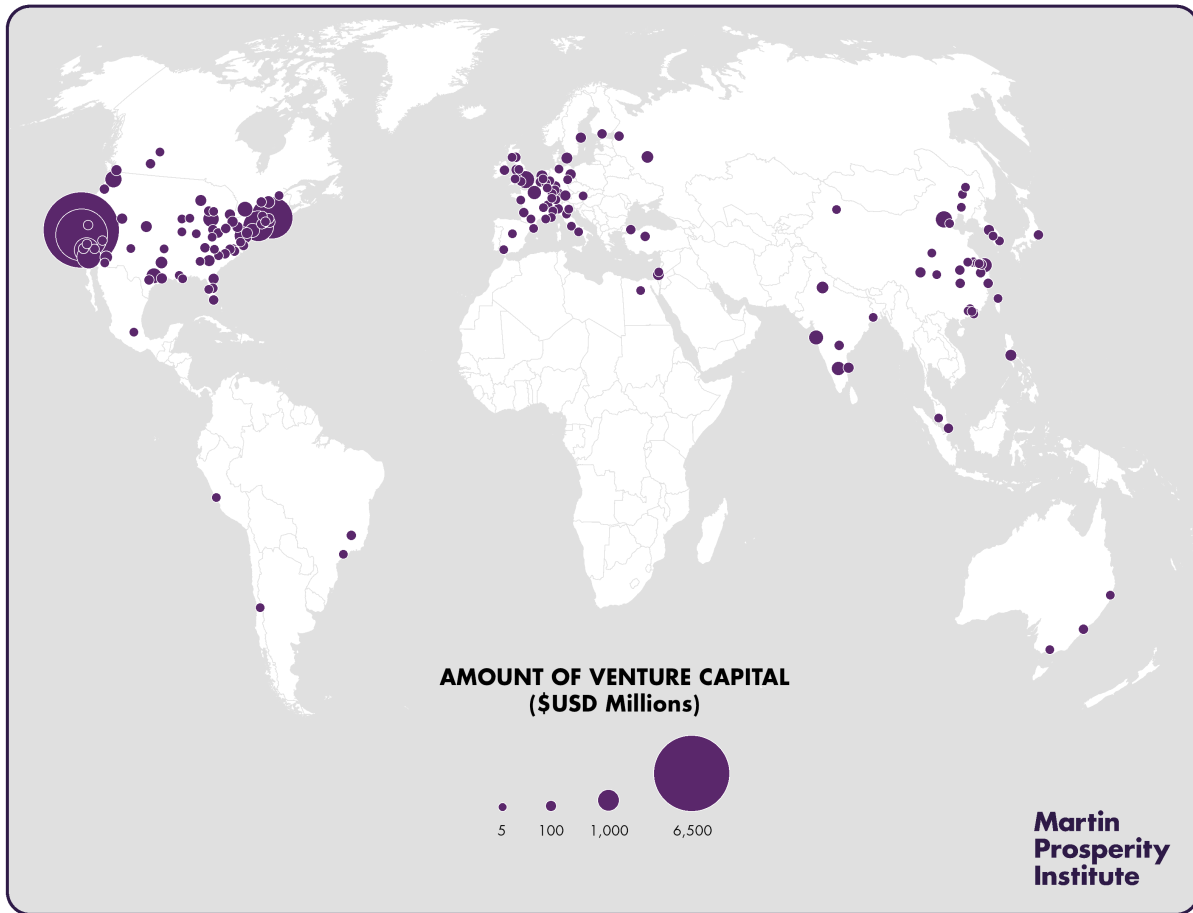 AMOUNT OF VENTURE CAPITAL
($USD Millions)
5 100 1,000 6,500
Martin
Prosperity
Institute